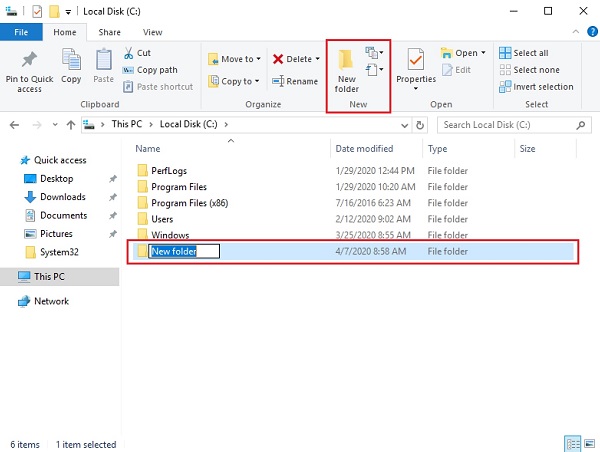 Local Disk (C:)
File Home Share View
Pin to Quick access
Copy
Cut
Copy path
Paste shortcut
Clipboard
Move to
Copy to
Delete
Rename
Organize
New folder
New
Properties
Open
Edit
Open
Select all
Select none
Invert selection
Select
This PC > Local Disk (C:) >
Search Local Disk (C:)
Quick access
Desktop
Downloads
Documents
Pictures
System32
This PC
Network
Name Date modified Type Size
PerfLogs 1/29/2020 12:44 PM File folder
Program Files 1/29/2020 10:20 AM File folder
Program Files (x86) 7/16/2016 6:23 AM File folder
Users 2/12/2020 9:02 AM File folder
Windows 3/25/2020 8:55 AM File folder
New folder 4/7/2020 8:58 AM File folder
6 items 1 item selected